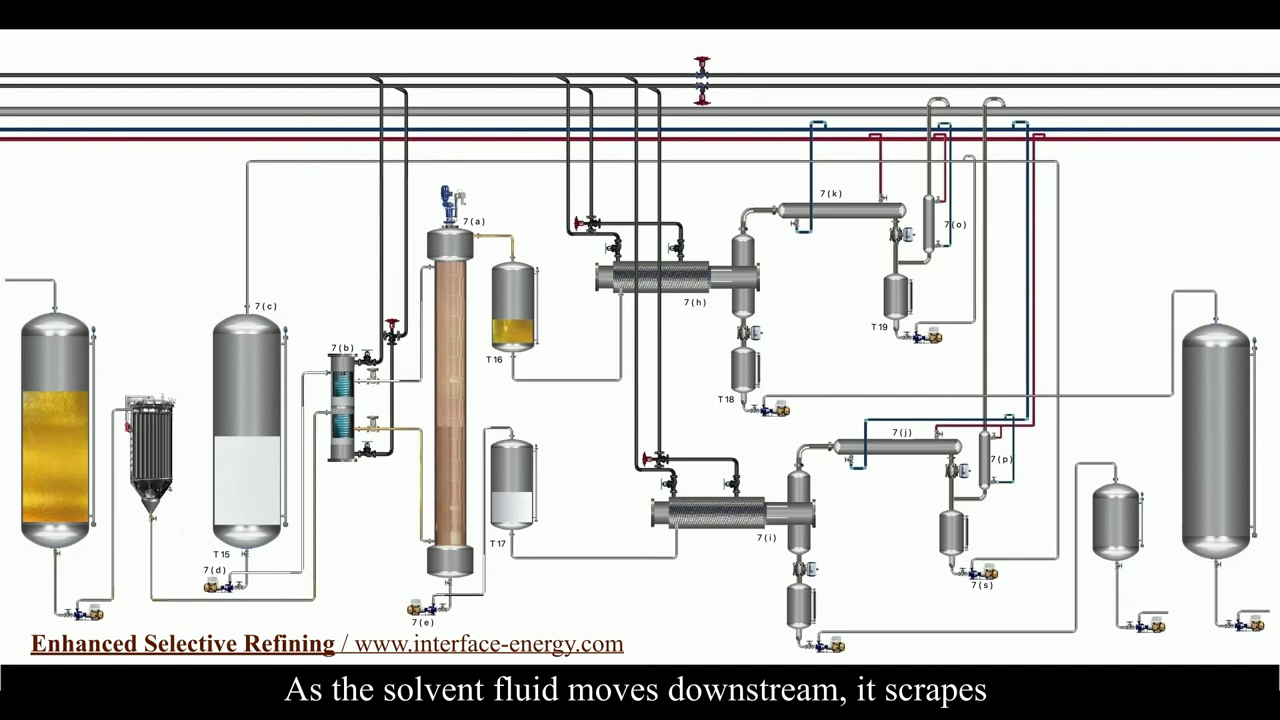 7(k)
7(a)
7(o)
7(h)
7(c)
T19
7(b)
T16
T18
7(j)
7(p)
T17
7(i)
T15
7(d)
7(s)
7(e)
Enhanced Selective Refining / www.interface-energy.com
As the solvent fluid moves downstream, it scrapes